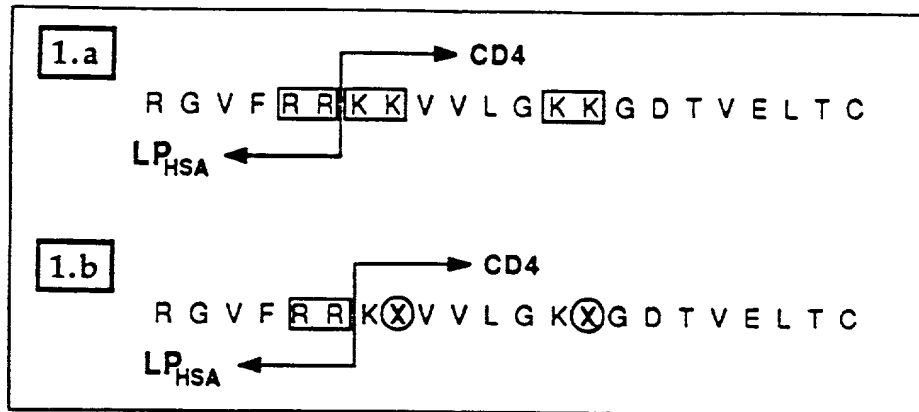 1.a
CD4
R G V F R R K K V V L G K K G D T V E L T C
LPHSA
1.b
CD4
R G V F R R K X V V L G K X G D T V E L T C
LPHSA